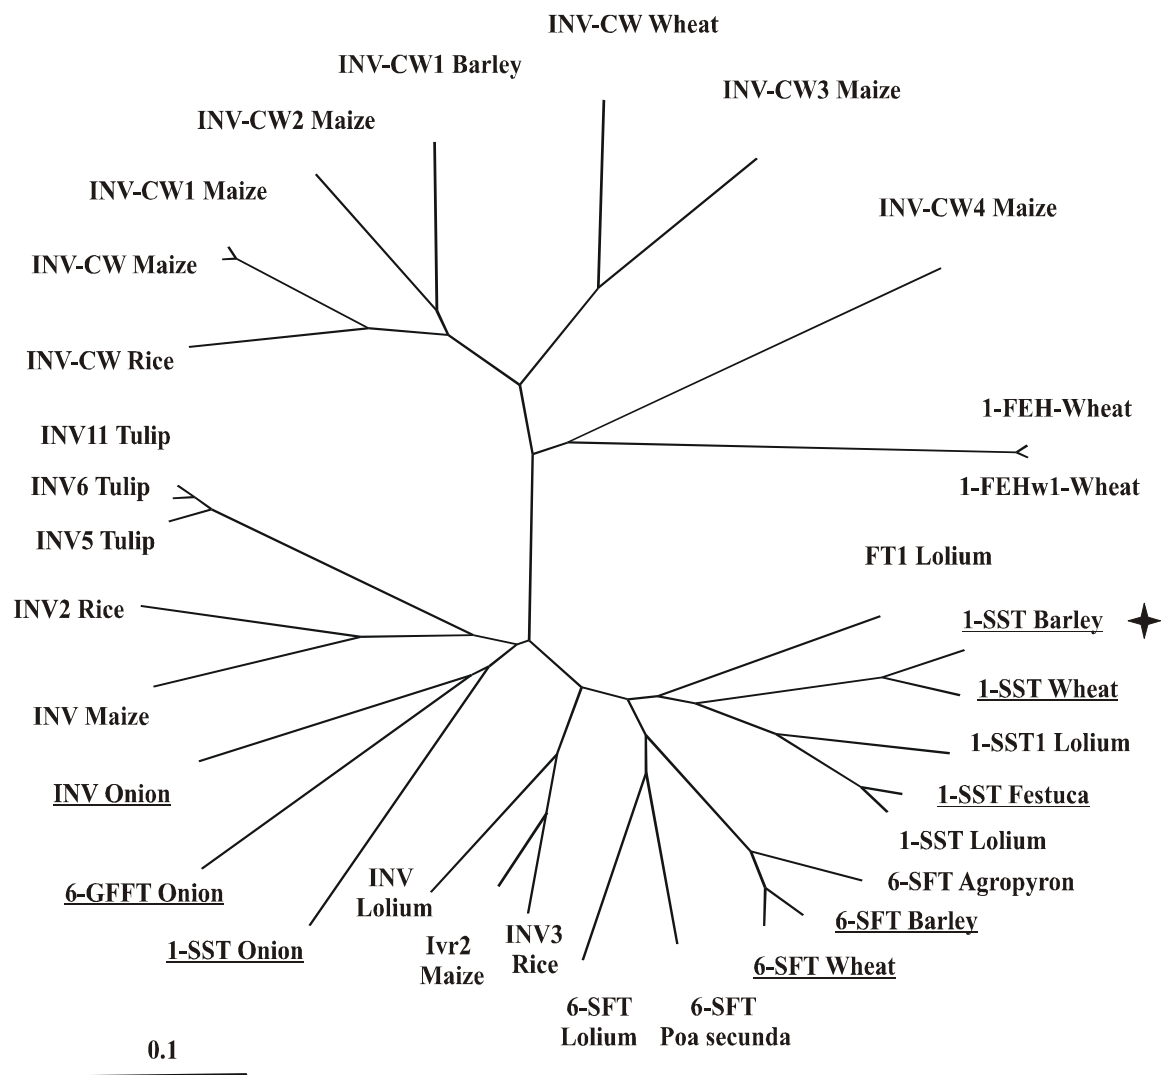 INV-CW Wheat
INV-CW1 Barley
INV-CW3 Maize
INV-CW2 Maize
INV-CW1 Maize
INV-CW4 Maize
INV-CW Maize
INV-CW Rice
1-FEH-Wheat
INV11 Tulip
INV6 Tulip
1-FEHw1-Wheat
INV5 Tulip
FT1 Lolium
INV2 Rice
1-SST Barley
1-SST Wheat
INV Maize
1-SST1 Lolium
INV Onion
1-SST Festuca
1-SST Lolium
6-GFFT Onion
INV
Lolium
6-SFT Agropyron
6-SFT Barley
1-SST Onion
Ivr2
Maize
INV3
Rice
6-SFT Wheat
6-SFT
Lolium
6-SFT
Poa secunda
0.1